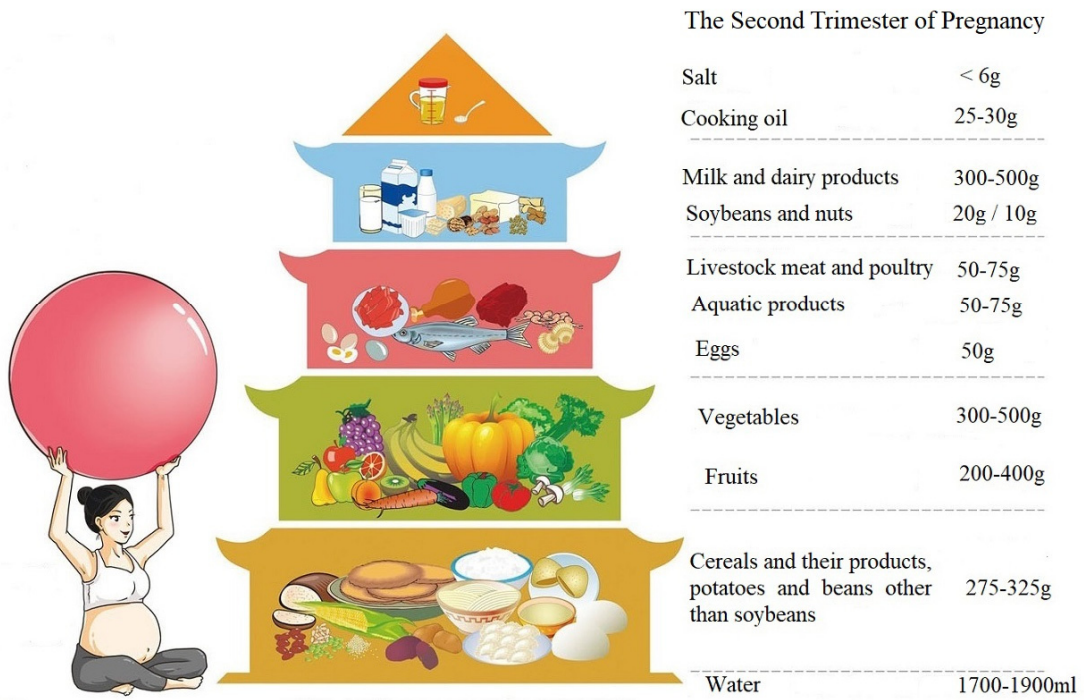 The Second Trimester of Pregnancy
Salt < 6g
Cooking oil 25-30g
Milk and dairy products 300-500g
Soybeans and nuts 20g / 10g
Livestock meat and poultry 50-75g
Aquatic products 50-75g
Eggs 50g
Vegetables 300-500g
Fruits 200-400g
Cereals and their products,
potatoes and beans other 275-325g
than soybeans
Water 1700-1900ml